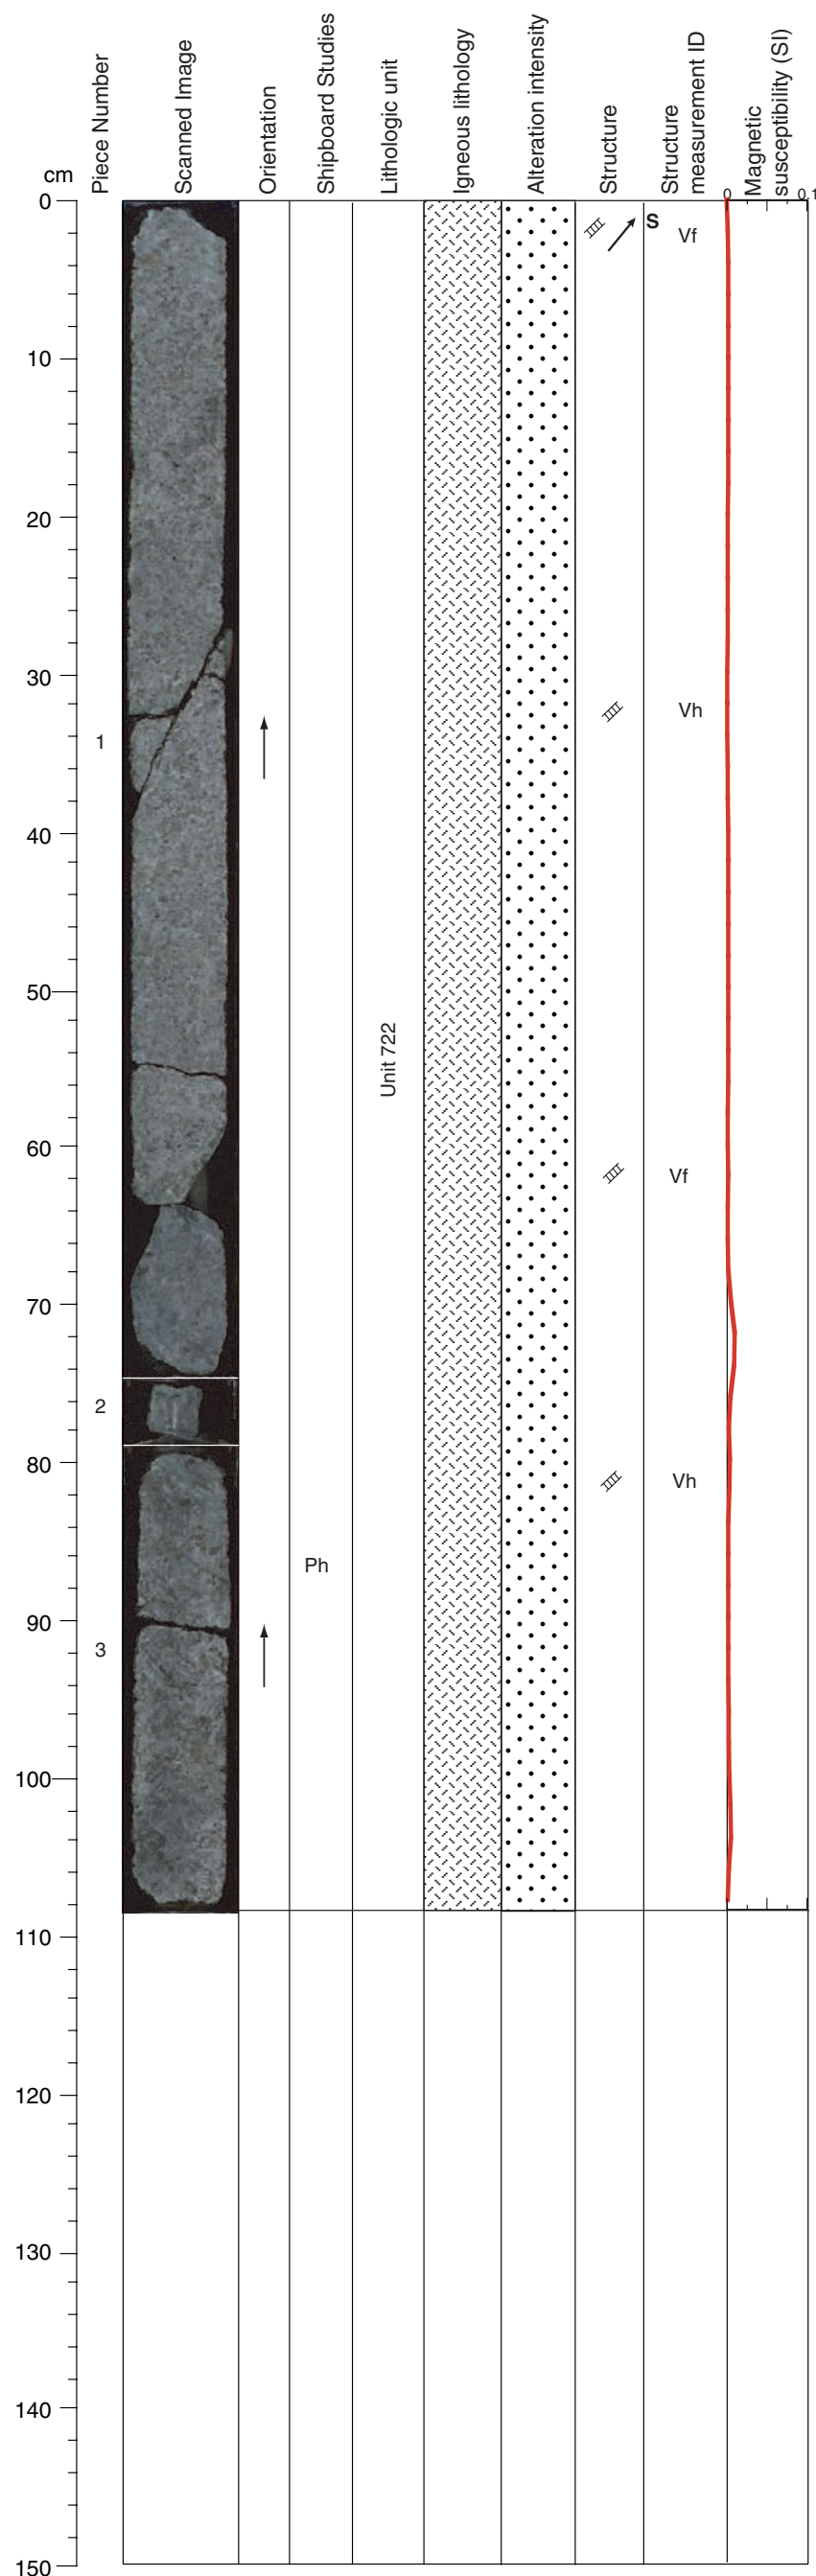 cm
Piece Number
Scanned Image
Orientation
Shipboard Studies
Lithologic unit
Igneous lithology
Alteration intensity
Structure
Structure
measurement ID
Magnetic
susceptibility (SI)
0 0.1
0
S
Vf
10
20
30
Vh
1
40
50
Unit 722
60
Vf
70
2
80
Vh
Ph
90
3
100
110
120
130
140
150